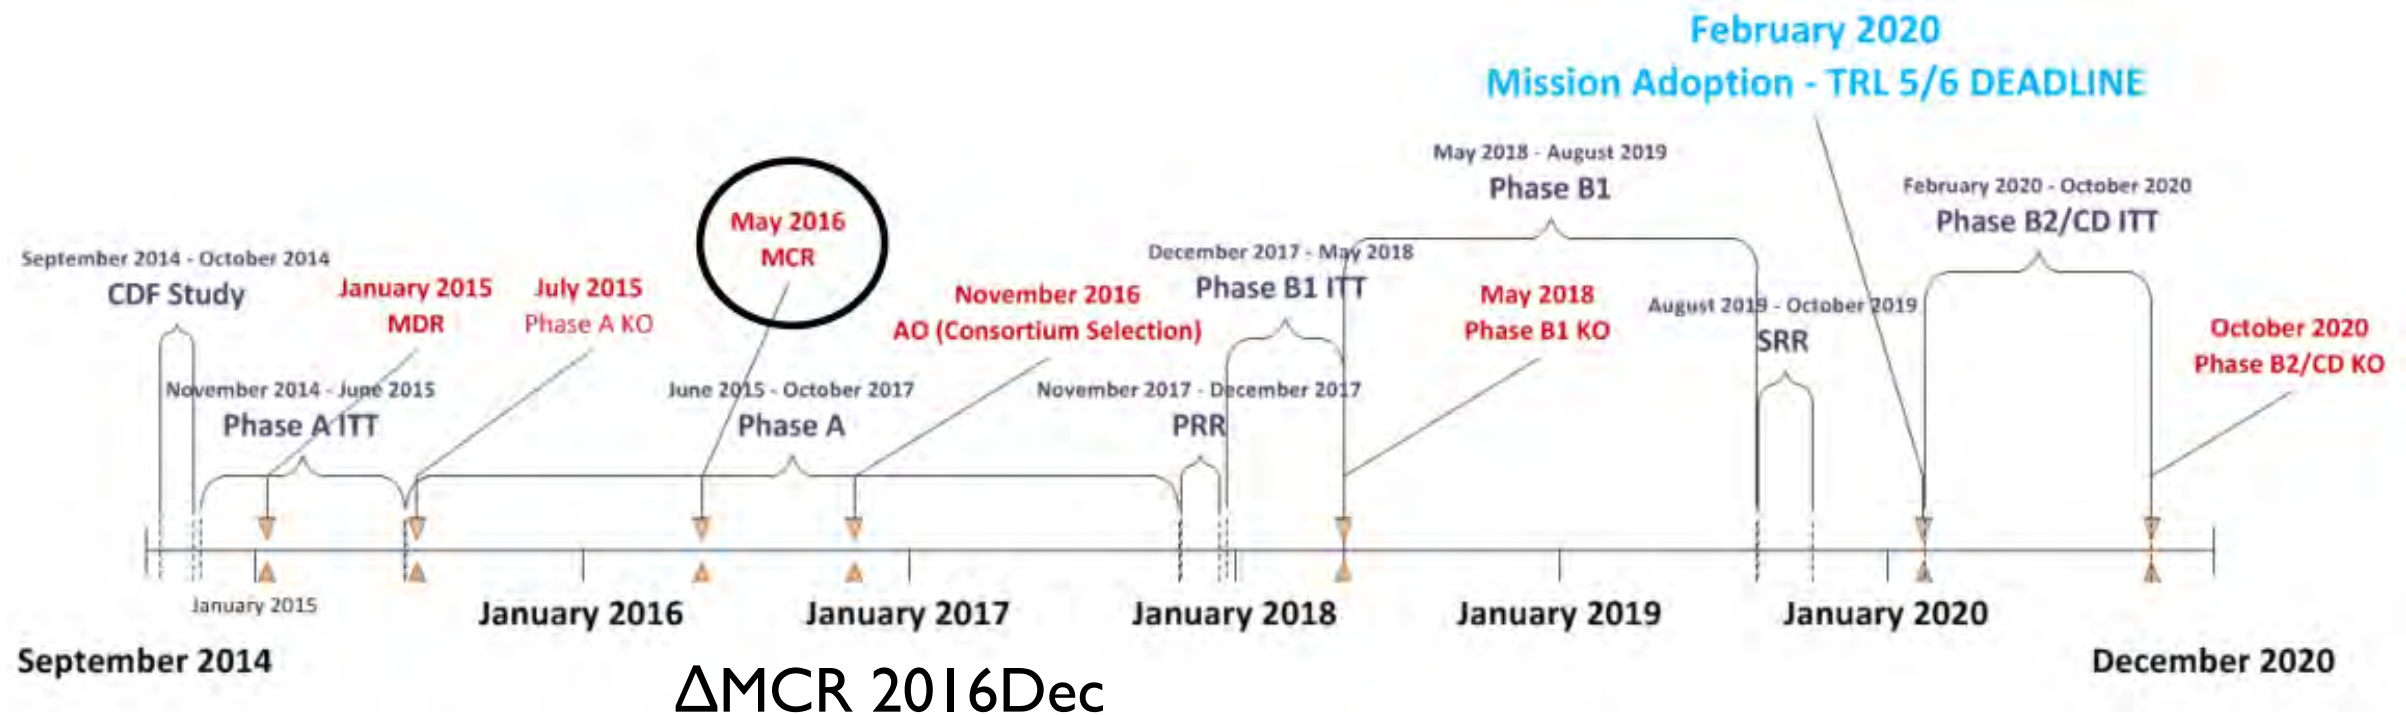 February 2020
Mission Adoption - TRL 5/6 DEADLINE
May 2018 - August 2019
Phase B1
February 2020 - October 2020
Phase B2/CD ITT
May 2016
MCR
December 2017 - May 2018
Phase B1 ITT
September 2014 - October 2014
CDF Study
January 2015
MDR
July 2015
Phase A KO
November 2016
AO (Consortium Selection)
May 2018
Phase B1 KO
August 2019 - October 2019
SRR
October 2020
Phase B2/CD KO
November 2014 - June 2015
Phase A ITT
June 2015 - October 2017
Phase A
November 2017 - December 2017
PRR
January 2015
January 2016
January 2017
January 2018
January 2019
January 2020
September 2014
December 2020
ΔMCR 2016Dec